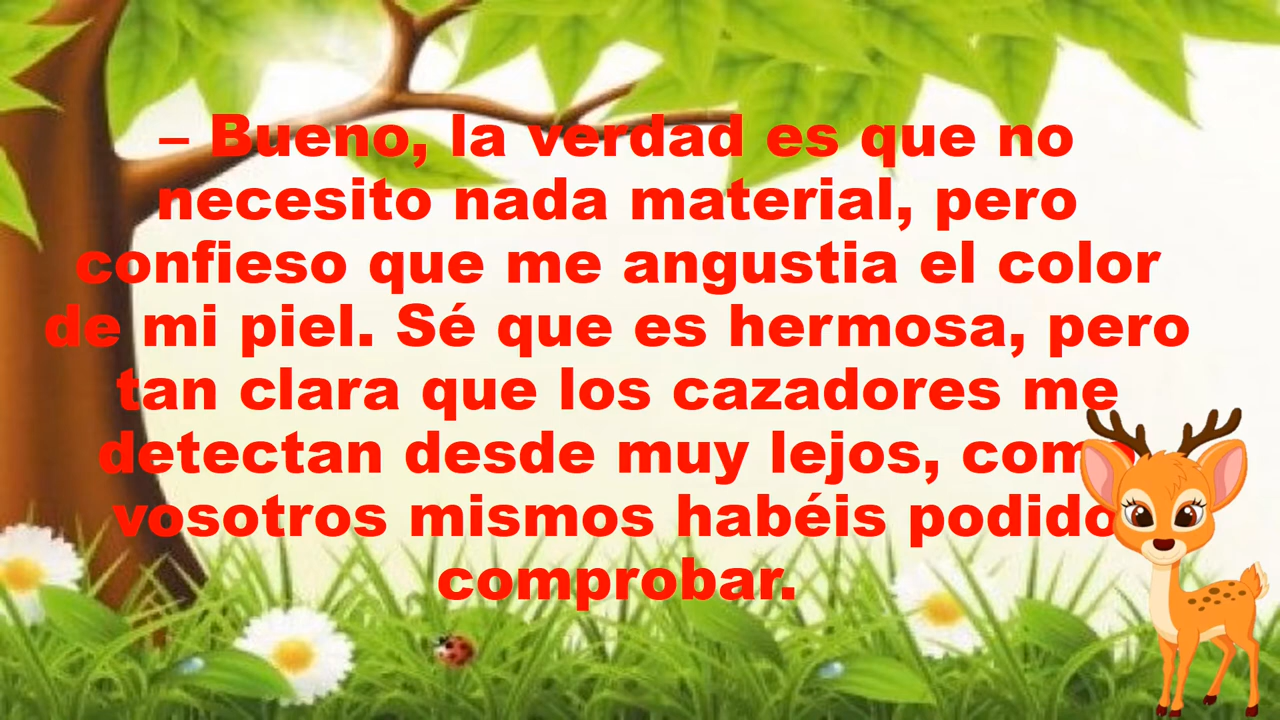 – Bueno, la verdad es que no
necesito nada material, pero
confieso que me angustia el color
de mi piel. Sé que es hermosa, pero
tan clara que los cazadores me
detectan desde muy lejos, como
vosotros mismos habéis podido
comprobar.